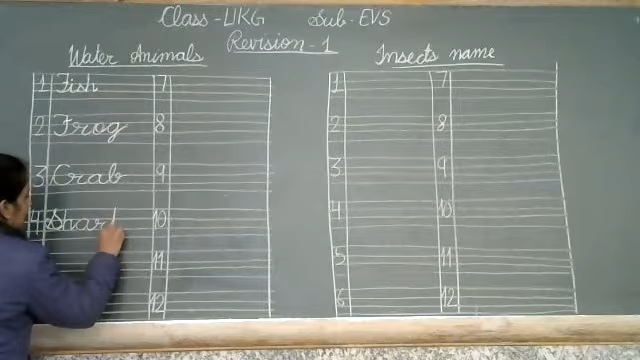 Class - UKG Sub - EVS
Revision - 1
Water Animals
1 Fish 7
2 Frog 8
3 Crab 9
4 Shar 10
11
12
Insects name
1 7
2 8
3 9
4 10
5 11
6 12